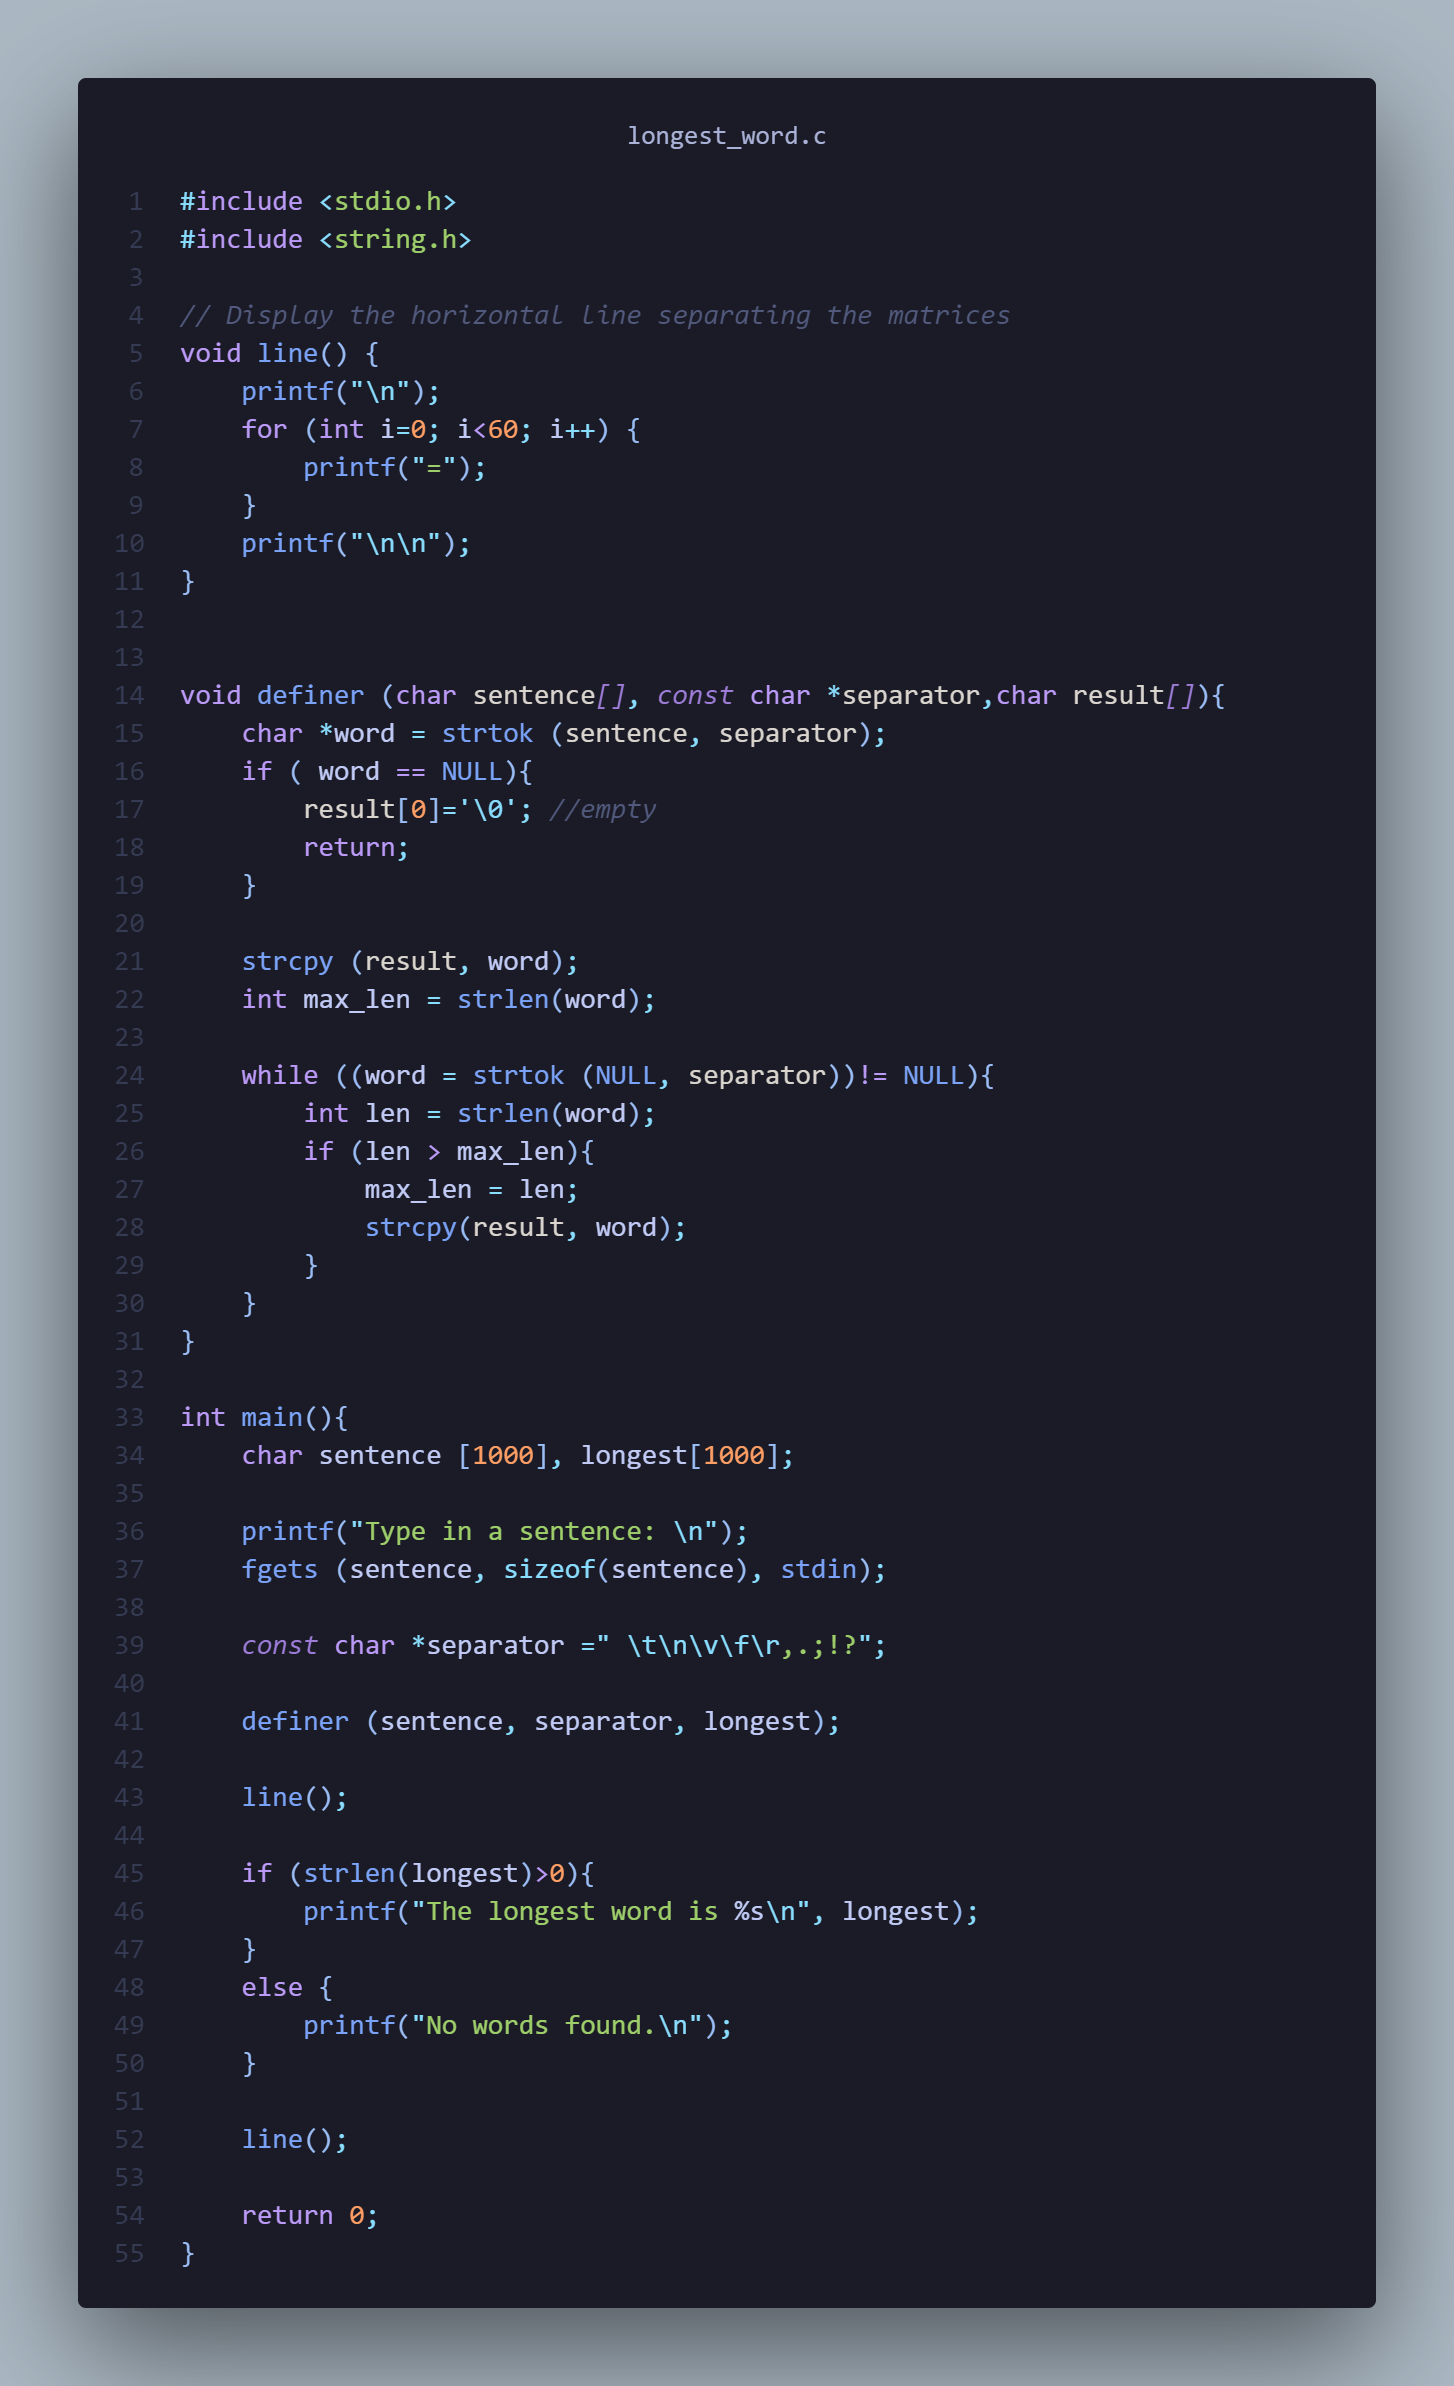 longest_word.c
1 #include <stdio.h>
2 #include <string.h>
3
4 // Display the horizontal line separating the matrices
5 void line() {
6     printf("\n");
7     for (int i=0; i<60; i++) {
8         printf("=");
9     }
10     printf("\n\n");
11 }
12
13
14 void definer (char sentence[], const char *separator,char result[]){
15     char *word = strtok (sentence, separator);
16     if ( word == NULL){
17         result[0]='\0'; //empty
18         return;
19     }
20
21     strcpy (result, word);
22     int max_len = strlen(word);
23
24     while ((word = strtok (NULL, separator))!= NULL){
25         int len = strlen(word);
26         if (len > max_len){
27             max_len = len;
28             strcpy(result, word);
29         }
30     }
31 }
32
33 int main(){
34     char sentence [1000], longest[1000];
35
36     printf("Type in a sentence: \n");
37     fgets (sentence, sizeof(sentence), stdin);
38
39     const char *separator =" \t\n\v\f\r,.;!?";
40
41     definer (sentence, separator, longest);
42
43     line();
44
45     if (strlen(longest)>0){
46         printf("The longest word is %s\n", longest);
47     }
48     else {
49         printf("No words found.\n");
50     }
51
52     line();
53
54     return 0;
55 }